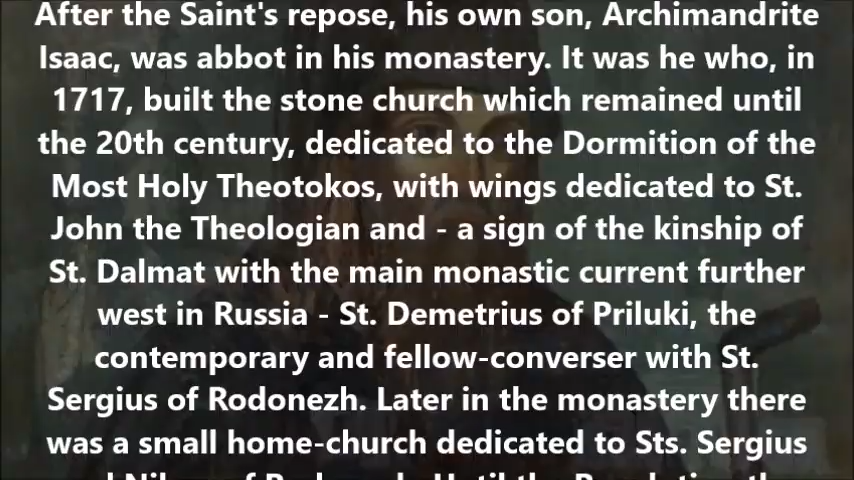 After the Saint's repose, his own son, Archimandrite
Isaac, was abbot in his monastery. It was he who, in
1717, built the stone church which remained until
the 20th century, dedicated to the Dormition of the
Most Holy Theotokos, with wings dedicated to St.
John the Theologian and - a sign of the kinship of
St. Dalmat with the main monastic current further
west in Russia - St. Demetrius of Priluki, the
contemporary and fellow-converser with St.
Sergius of Rodonezh. Later in the monastery there
was a small home-church dedicated to Sts. Sergius